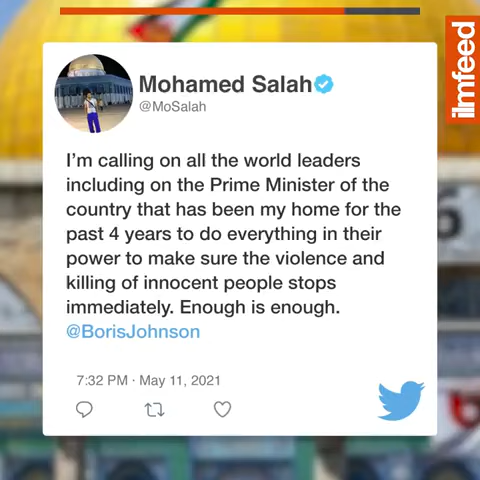 ilmfeed
Mohamed Salah
@MoSalah
I’m calling on all the world leaders
including on the Prime Minister of the
country that has been my home for the
past 4 years to do everything in their
power to make sure the violence and
killing of innocent people stops
immediately. Enough is enough.
@BorisJohnson
7:32 PM · May 11, 2021